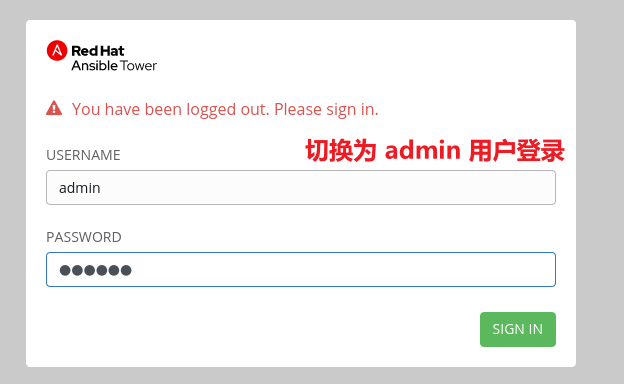 Red Hat
Ansible Tower
You have been logged out. Please sign in.
切换为 admin 用户登录
USERNAME
admin
PASSWORD
●●●●●●
SIGN IN